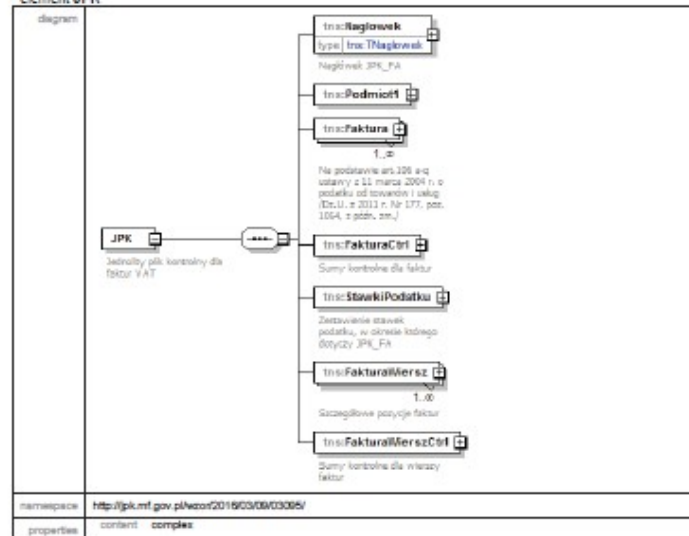 element JPK
diagram
tns:Naglowek
type tns:TNaglowek
Nagłówek JPK_FA
tns:Podmiot1
tns:Faktura
1..∞
Na podstawie art. 106 a-q
ustawy z 11 marca 2004 r. o
podatku od towarów i usług
/Dz.U. z 2011 r. Nr 177, poz.
1054, z późn. zm./
JPK
Jednolity plik kontrolny dla
faktur VAT
tns:FakturaCtrl
Sumy kontrolne dla faktur
tns:StawkiPodatku
Zestawienie stawek
podatku, w okresie którego
dotyczy JPK_FA
tns:FakturaWiersz
1..∞
Szczegółowe pozycje faktur
tns:FakturaWierszCtrl
Sumy kontrolne dla wierszy
faktur
namespace http://jpk.mf.gov.pl/wzor/2016/03/09/03095/
properties content complex